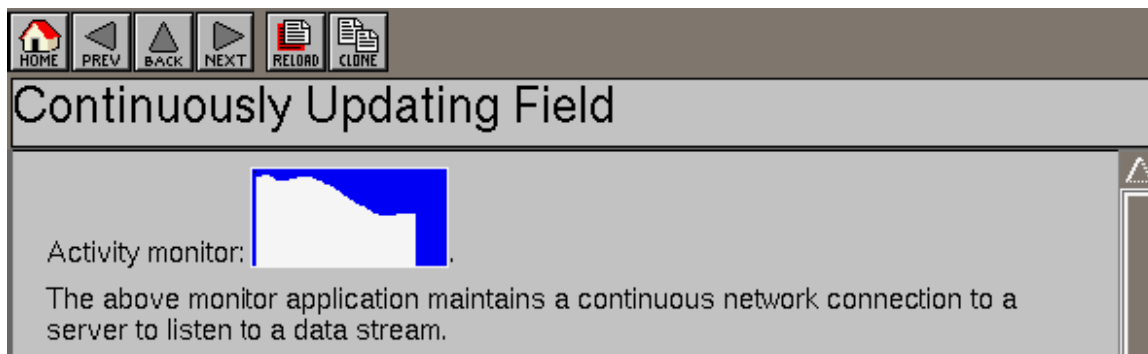 HOME PREV BACK NEXT RELOAD CLONE
Continuously Updating Field
Activity monitor: .
The above monitor application maintains a continuous network connection to a
server to listen to a data stream.